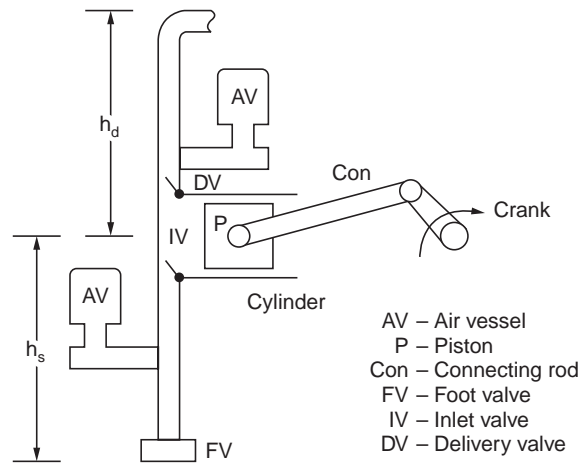 AV
h_d
DV
Con
Crank
IV
P
AV
Cylinder
h_s
FV
AV – Air vessel
P – Piston
Con – Connecting rod
FV – Foot valve
IV – Inlet valve
DV – Delivery valve